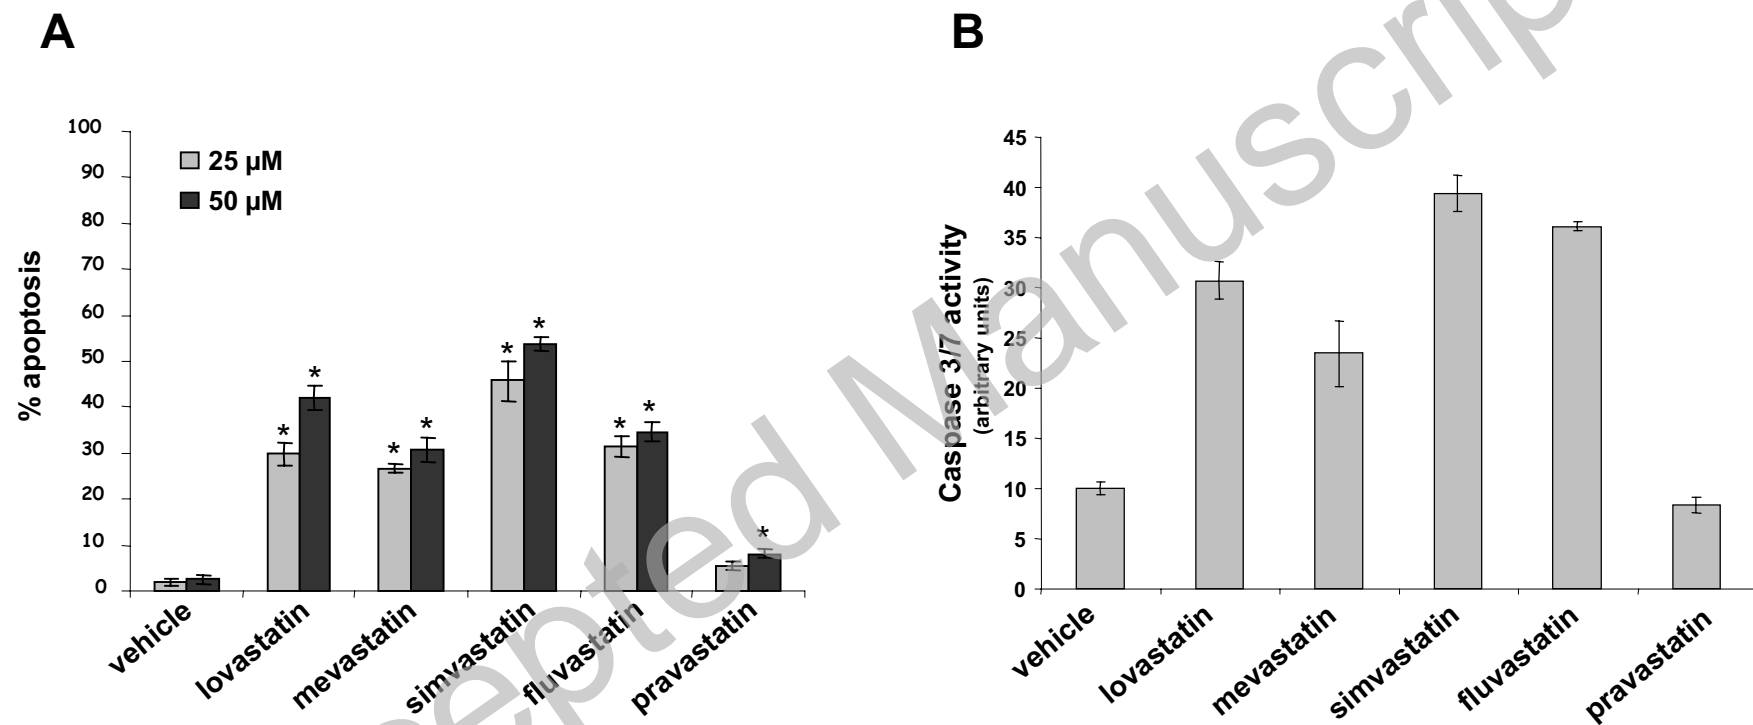 A
100
90
80
70
60
50
40
30
20
10
0
% apoptosis
25 µM
50 µM
* * * * * * * * *
vehicle
lovastatin
mevastatin
simvastatin
fluvastatin
pravastatin
B
45
40
35
30
25
20
15
10
5
0
Caspase 3/7 activity
(arbitrary units)
vehicle
lovastatin
mevastatin
simvastatin
fluvastatin
pravastatin
epted Manuscrip